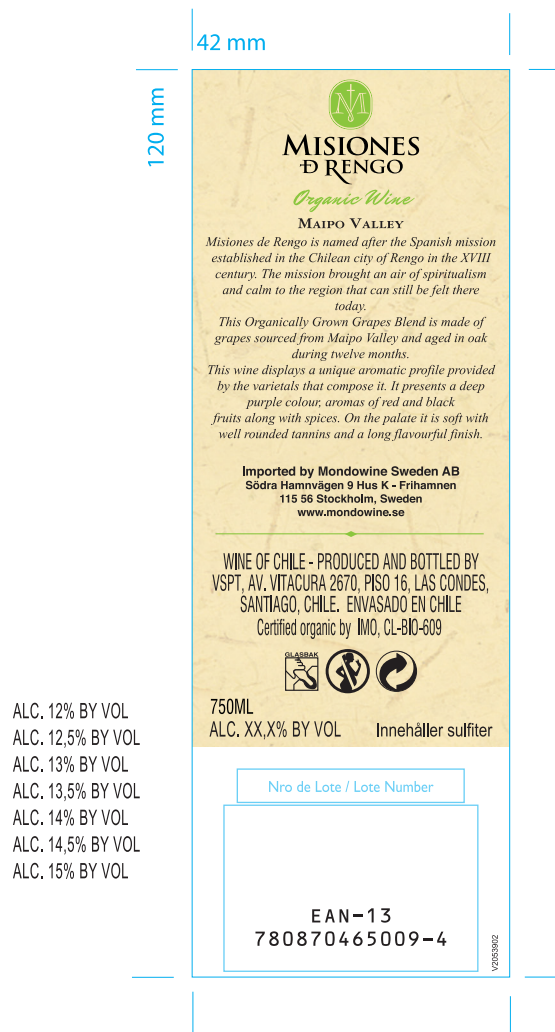 42 mm
120 mm
M
MISIONES
D RENGO
Organic Wine
MAIPO VALLEY
Misiones de Rengo is named after the Spanish mission
established in the Chilean city of Rengo in the XVIII
century. The mission brought an air of spiritualism
and calm to the region that can still be felt there
today.
This Organically Grown Grapes Blend is made of
grapes sourced from Maipo Valley and aged in oak
during twelve months.
This wine displays a unique aromatic profile provided
by the varietals that compose it. It presents a deep
purple colour, aromas of red and black
fruits along with spices. On the palate it is soft with
well rounded tannins and a long flavourful finish.
Imported by Mondowine Sweden AB
Södra Hamnvägen 9 Hus K - Frihamnen
115 56 Stockholm, Sweden
www.mondowine.se
WINE OF CHILE - PRODUCED AND BOTTLED BY
VSPT, AV. VITACURA 2670, PISO 16, LAS CONDES,
SANTIAGO, CHILE. ENVASADO EN CHILE
Certified organic by IMO, CL-BIO-609
GLASBAK
750ML
ALC. XX,X% BY VOL
Innehåller sulfiter
ALC. 12% BY VOL
ALC. 12,5% BY VOL
ALC. 13% BY VOL
ALC. 13,5% BY VOL
ALC. 14% BY VOL
ALC. 14,5% BY VOL
ALC. 15% BY VOL
Nro de Lote / Lote Number
EAN-13
780870465009-4
V2053902